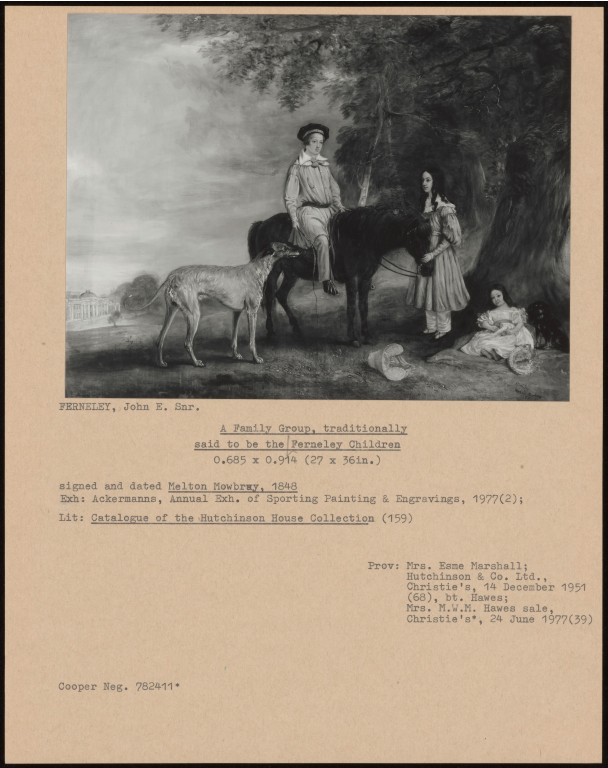 FERNELEY, John E. Snr.
A Family Group, traditionally
said to be the Ferneley Children
0.685 x 0.914 (27 x 36in.)
signed and dated Melton Mowbray, 1848
Exh: Ackermanns, Annual Exh. of Sporting Painting & Engravings, 1977(2);
Lit: Catalogue of the Hutchinson House Collection (159)
Prov: Mrs. Esme Marshall;
Hutchinson & Co. Ltd.,
Christie's, 14 December 1951
(68), bt. Hawes;
Mrs. M.W.M. Hawes sale,
Christie's*, 24 June 1977(39)
Cooper Neg. 782411*